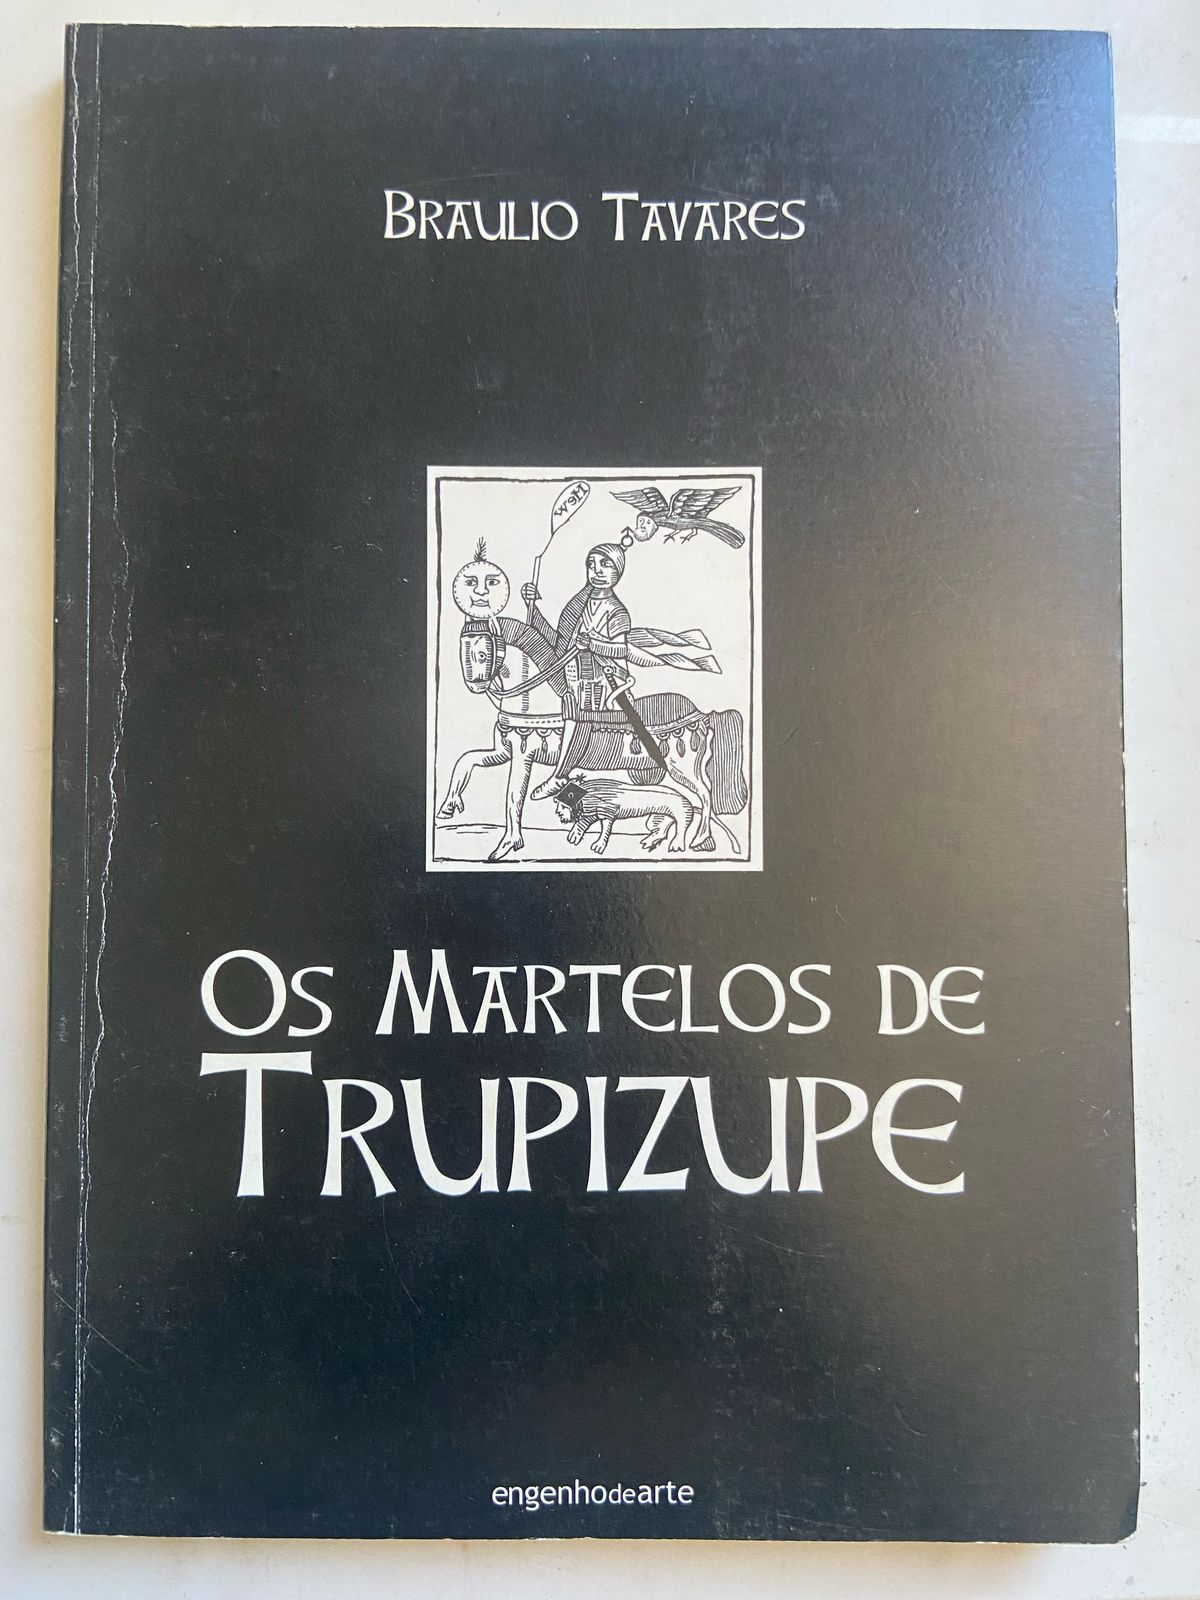 BRAULIO TAVARES
OS MARTELOS DE
TRUPIZUPE
engenhodearte